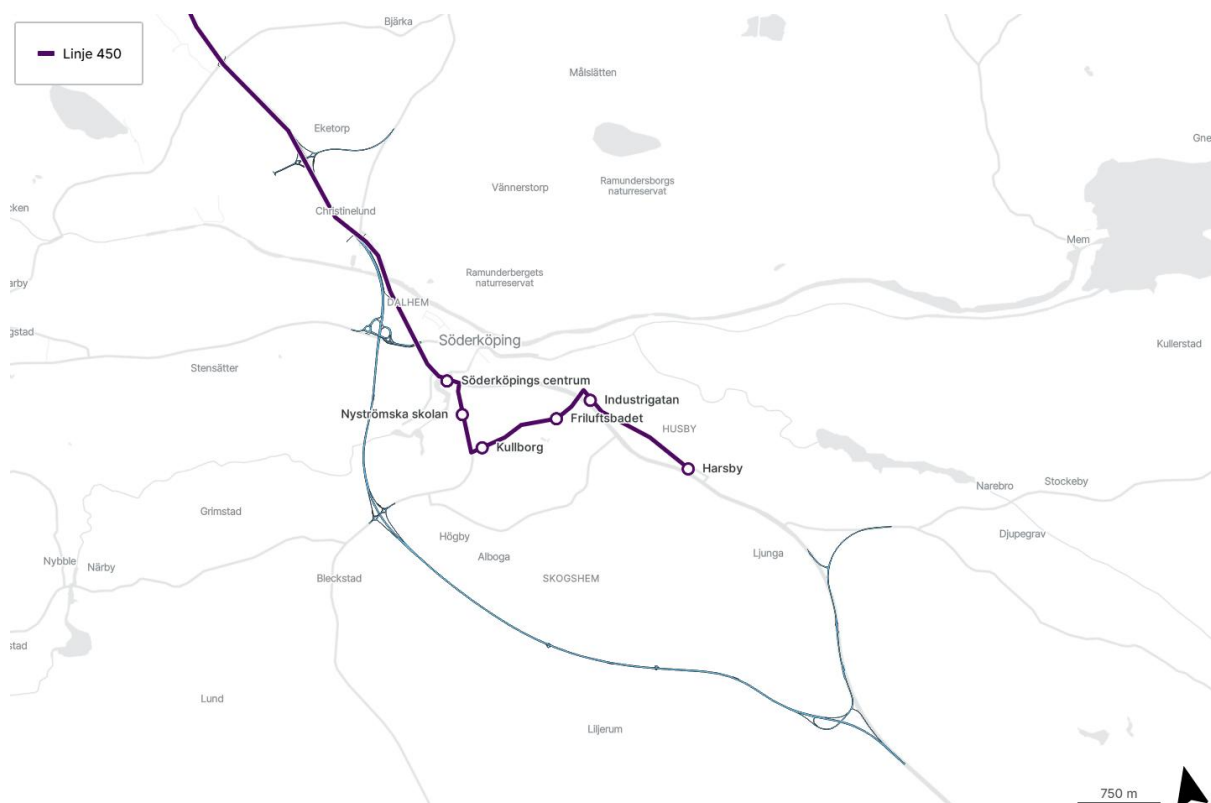 Bjärka
Linje 450
Målslätten
Eketorp
Vännerstorp
Ramundersborgs
naturreservat
Christinelund
Mem
Ramunderbergets
naturreservat
DALHEM
Söderköping
Kullerstad
Stensätter
Söderköpings centrum
Industrigatan
Nyströmska skolan
Friluftsbadet
HUSBY
Kullborg
Harsby
Stockeby
Narebro
Grimstad
Högby
Djupegrav
Alboga
Ljunga
Nybble
Närby
Bleckstad
SKOGSHEM
Lund
Liljerum
750 m